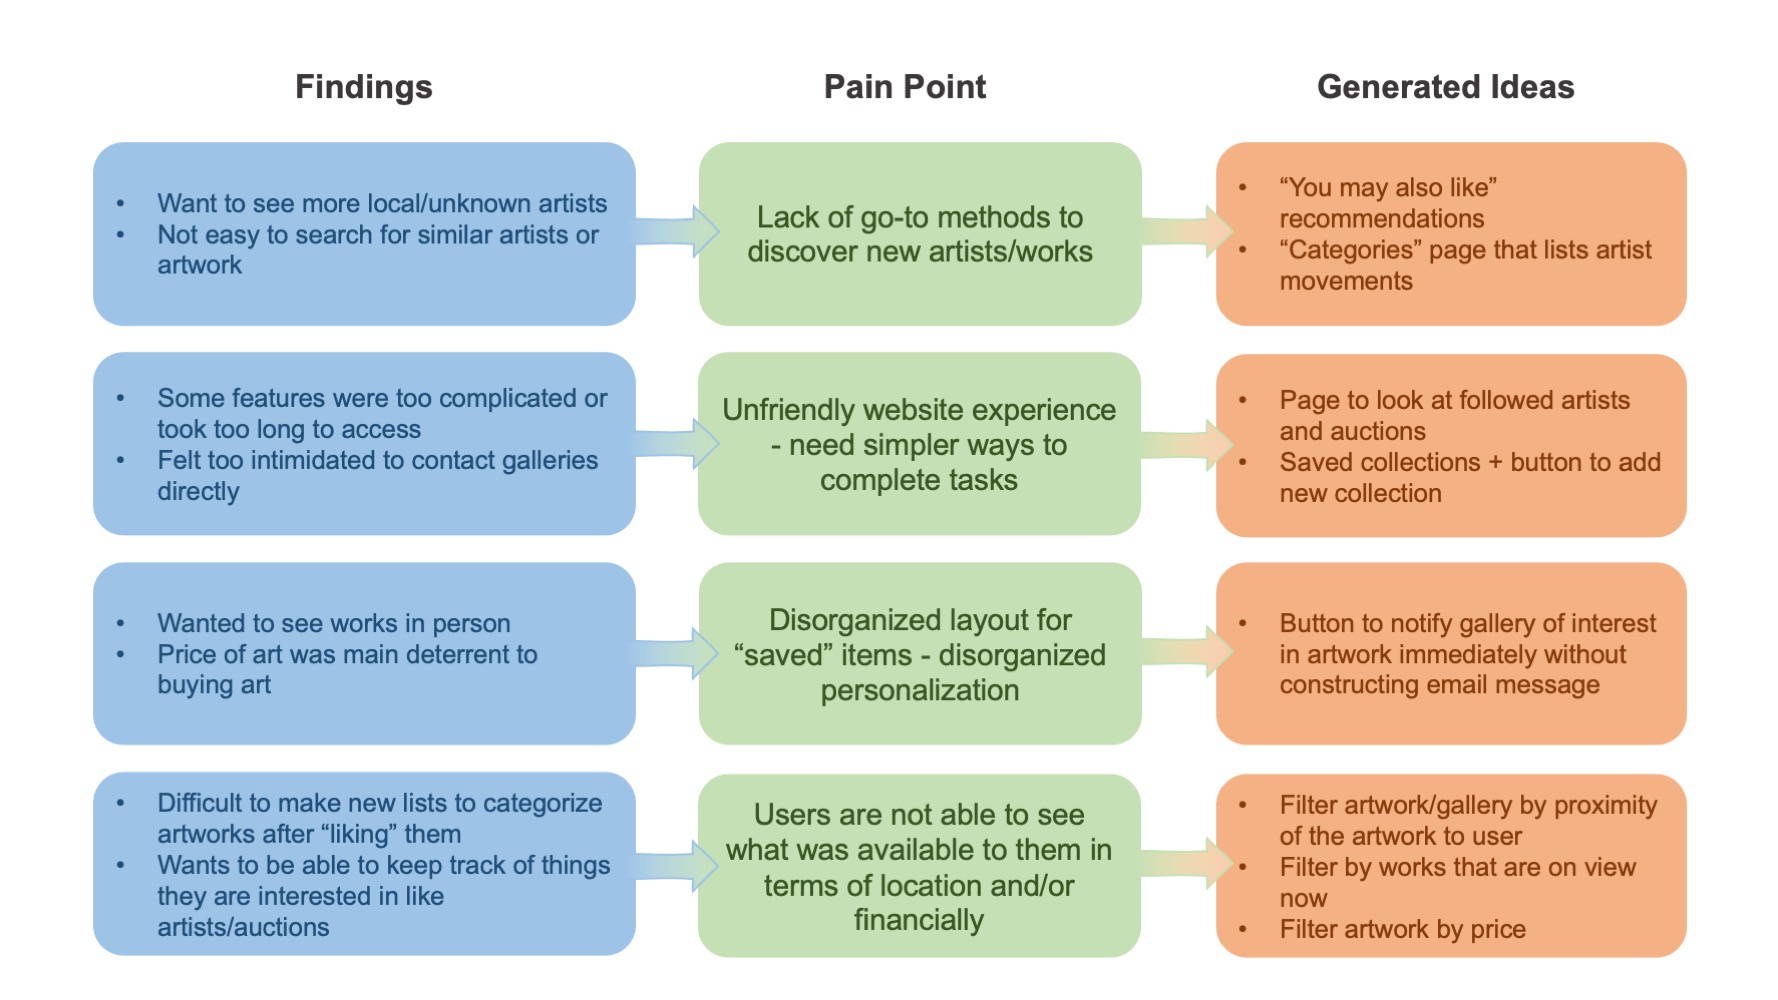 Findings
Pain Point
Generated Ideas
• Want to see more local/unknown artists
• Not easy to search for similar artists or
artwork
Lack of go-to methods to
discover new artists/works
• “You may also like”
recommendations
• “Categories” page that lists artist
movements
• Some features were too complicated or
took too long to access
• Felt too intimidated to contact galleries
directly
Unfriendly website experience
- need simpler ways to
complete tasks
• Page to look at followed artists
and auctions
• Saved collections + button to add
new collection
• Wanted to see works in person
• Price of art was main deterrent to
buying art
Disorganized layout for
“saved” items - disorganized
personalization
• Button to notify gallery of interest
in artwork immediately without
constructing email message
• Difficult to make new lists to categorize
artworks after “liking” them
• Wants to be able to keep track of things
they are interested in like
artists/auctions
Users are not able to see
what was available to them in
terms of location and/or
financially
• Filter artwork/gallery by proximity
of the artwork to user
• Filter by works that are on view
now
• Filter artwork by price